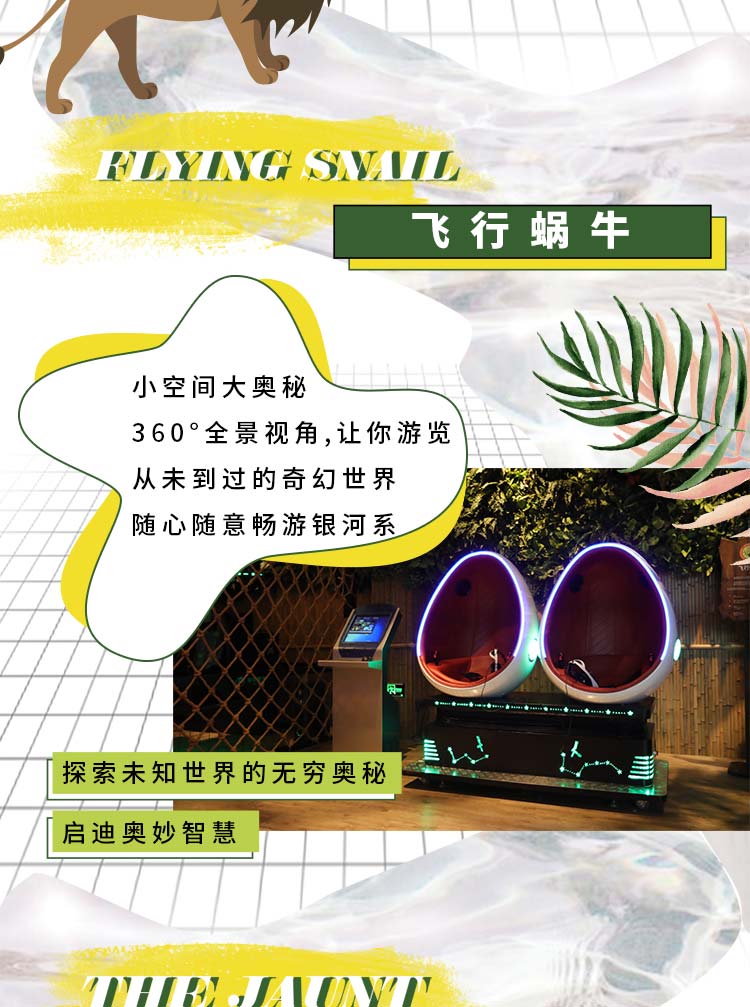 FLYING SNAIL
飞行蜗牛
小空间大奥秘
360°全景视角,让你游览
从未到过的奇幻世界
随心随意畅游银河系
探索未知世界的无穷奥秘
启迪奥妙智慧
THE JAUNT